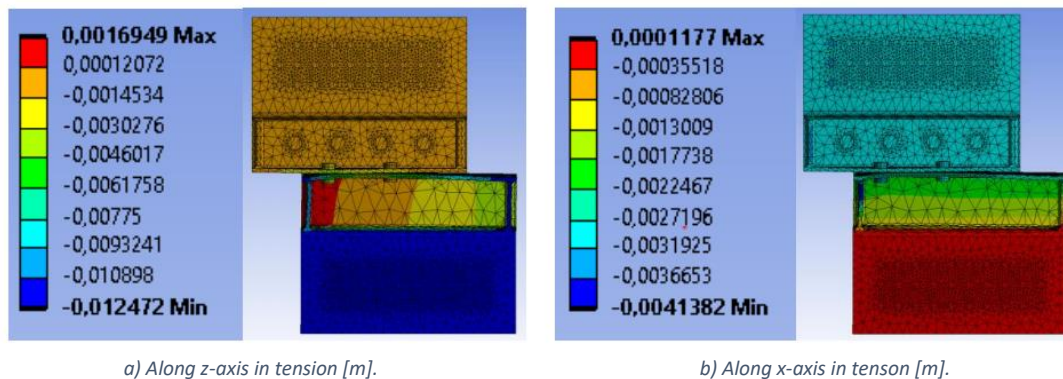 0,0016949 Max
0,00012072
-0,0014534
-0,0030276
-0,0046017
-0,0061758
-0,00775
-0,0093241
-0,010898
-0,012472 Min
0,0001177 Max
-0,00035518
-0,00082806
-0,0013009
-0,0017738
-0,0022467
-0,0027196
-0,0031925
-0,0036653
-0,0041382 Min
a) Along z-axis in tension [m].
b) Along x-axis in tenson [m].